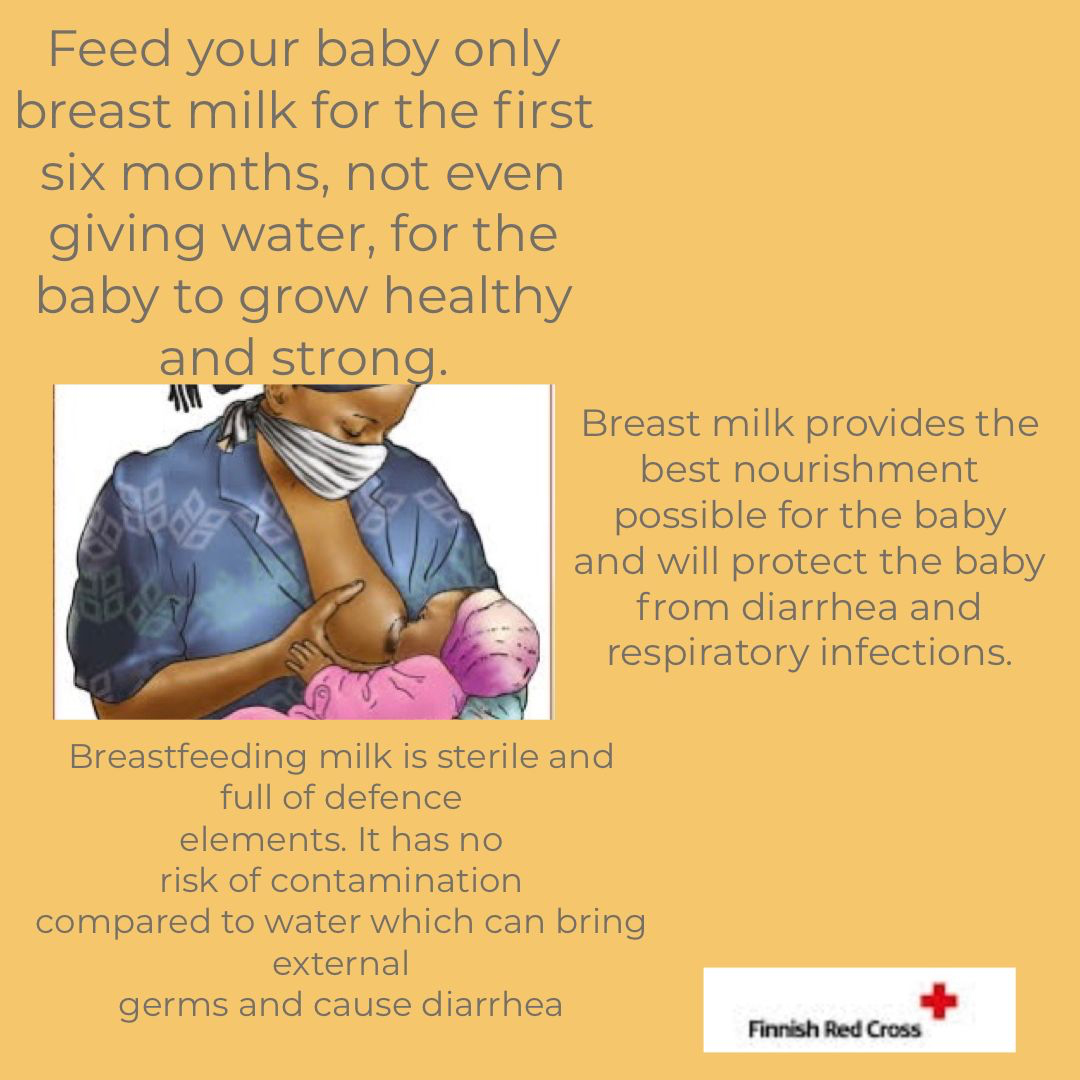 Feed your baby only
breast milk for the first
six months, not even
giving water, for the
baby to grow healthy
and strong.
Breast milk provides the
best nourishment
possible for the baby
and will protect the baby
from diarrhea and
respiratory infections.
Breastfeeding milk is sterile and
full of defence
elements. It has no
risk of contamination
compared to water which can bring
external
germs and cause diarrhea
Finnish Red Cross